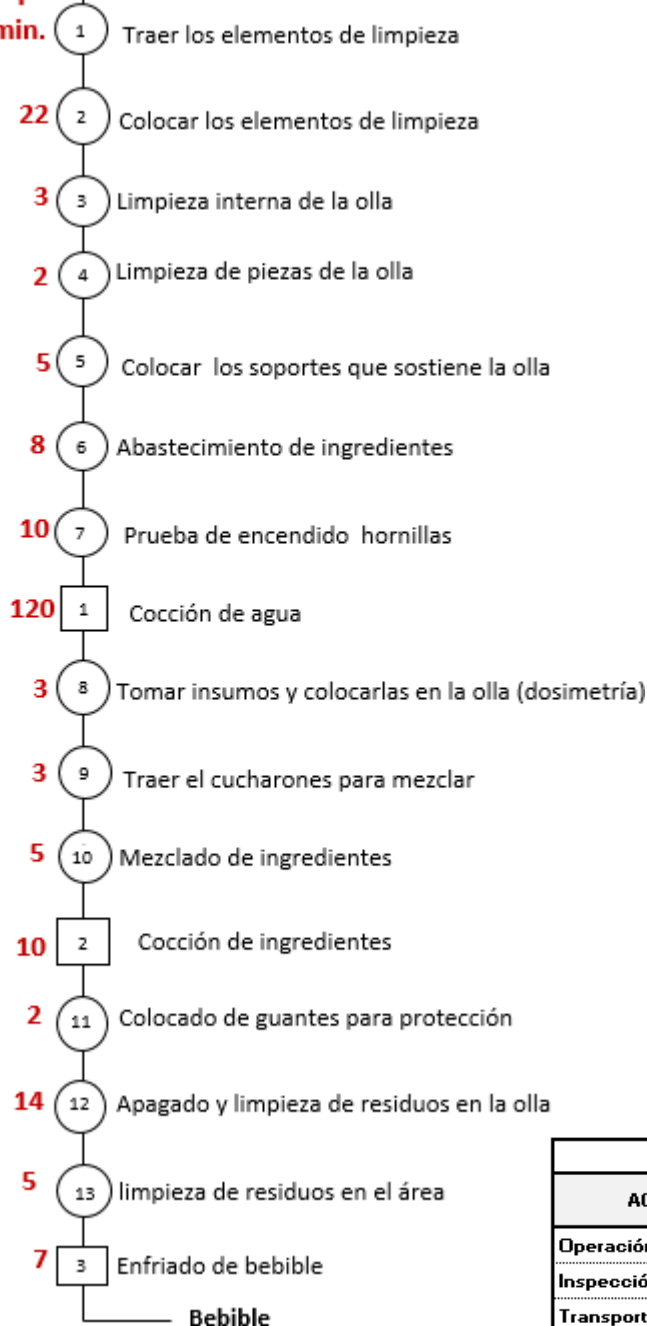 min. 1 Traer los elementos de limpieza
22 2 Colocar los elementos de limpieza
3 3 Limpieza interna de la olla
2 4 Limpieza de piezas de la olla
5 5 Colocar los soportes que sostiene la olla
8 6 Abastecimiento de ingredientes
10 7 Prueba de encendido hornillas
120 1 Cocción de agua
3 8 Tomar insumos y colocarlas en la olla (dosimetría)
3 9 Traer el cucharones para mezclar
5 10 Mezclado de ingredientes
10 2 Cocción de ingredientes
2 11 Colocado de guantes para protección
14 12 Apagado y limpieza de residuos en la olla
5 13 limpieza de residuos en el área
7 3 Enfriado de bebible
Bebible